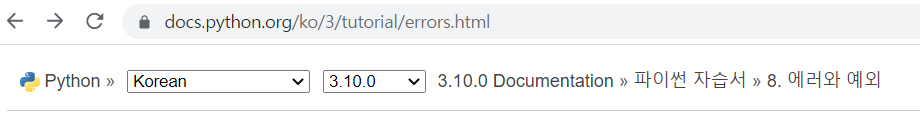 docs.python.org/ko/3/tutorial/errors.html
Python » Korean 3.10.0 3.10.0 Documentation » 파이썬 자습서 » 8. 에러와 예외